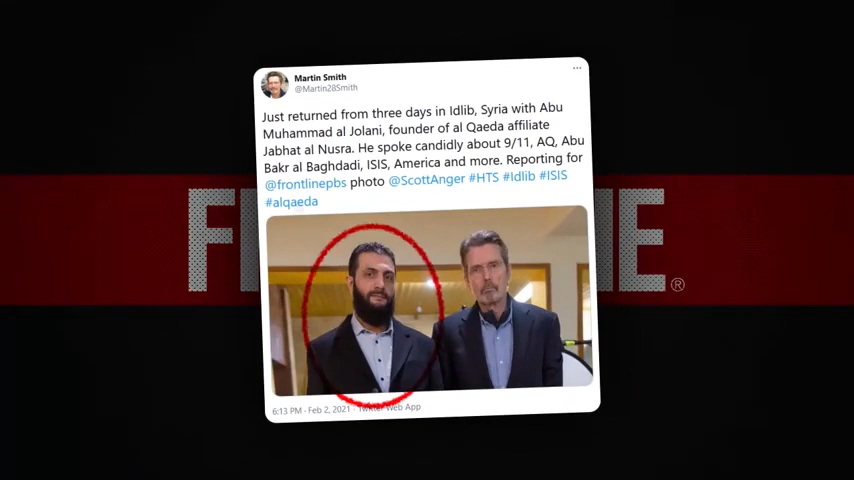 Martin Smith
@Martin28Smith
Just returned from three days in Idlib, Syria with Abu
Muhammad al Jolani, founder of al Qaeda affiliate
Jabhat al Nusra. He spoke candidly about 9/11, AQ, Abu
Bakr al Baghdadi, ISIS, America and more. Reporting for
@frontlinepbs photo @ScottAnger #HTS #Idlib #ISIS
#alqaeda
6:13 PM · Feb 2, 2021 · Twitter Web App